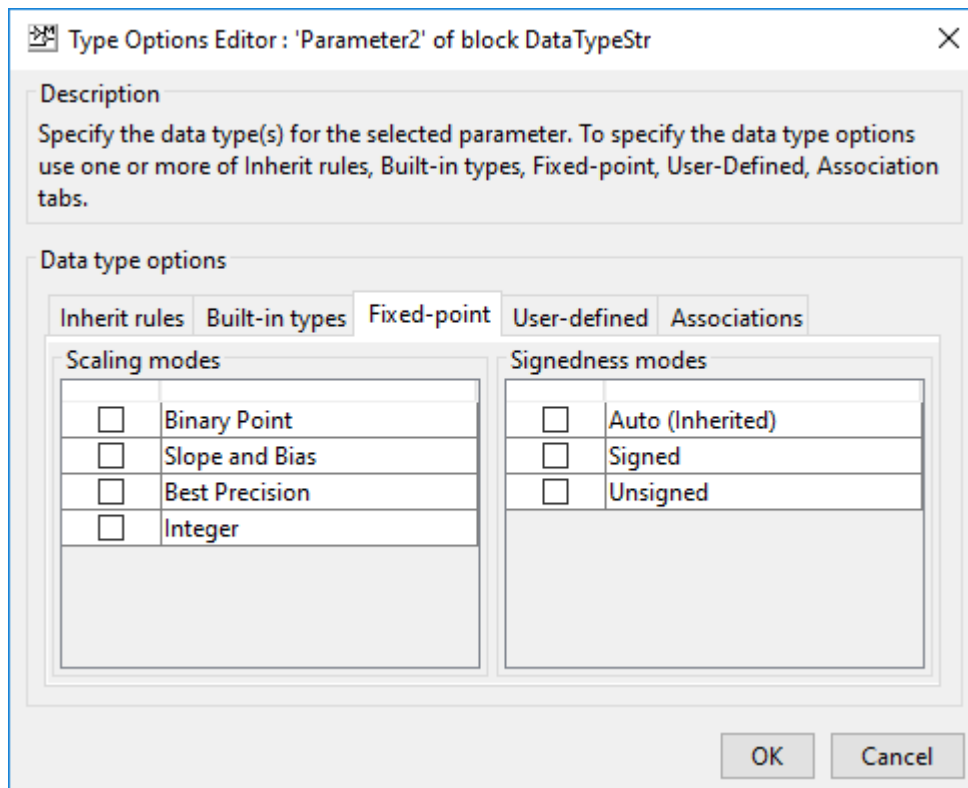 Type Options Editor : 'Parameter2' of block DataTypeStr
Description
Specify the data type(s) for the selected parameter. To specify the data type options
use one or more of Inherit rules, Built-in types, Fixed-point, User-Defined, Association
tabs.
Data type options
Inherit rules Built-in types Fixed-point User-defined Associations
Scaling modes
Binary Point
Slope and Bias
Best Precision
Integer
Signedness modes
Auto (Inherited)
Signed
Unsigned
OK Cancel